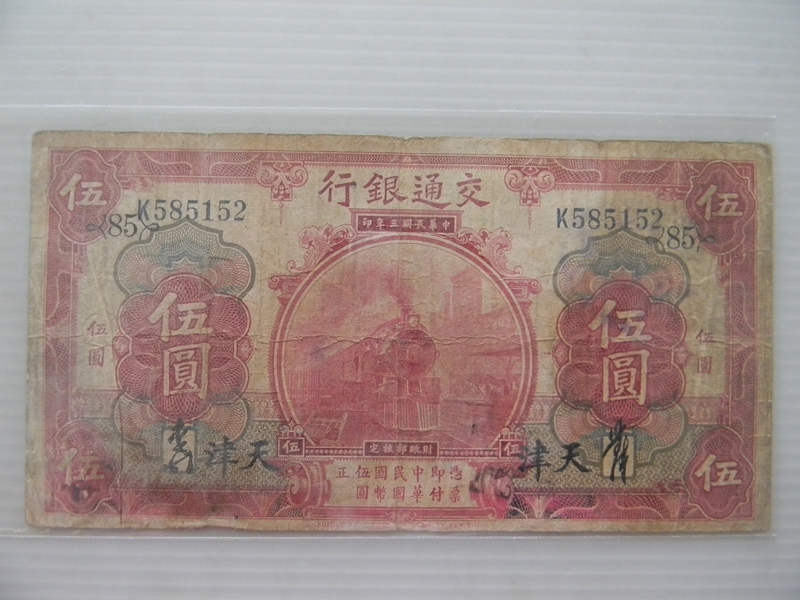 伍
伍
交通銀行
中華民國三年印
K585152
K585152
85
85
伍圓
伍圓
伍圓
伍圓
天津
天津
伍
伍
財政部核定
伍
伍
憑票即付中華民國國幣伍圓正